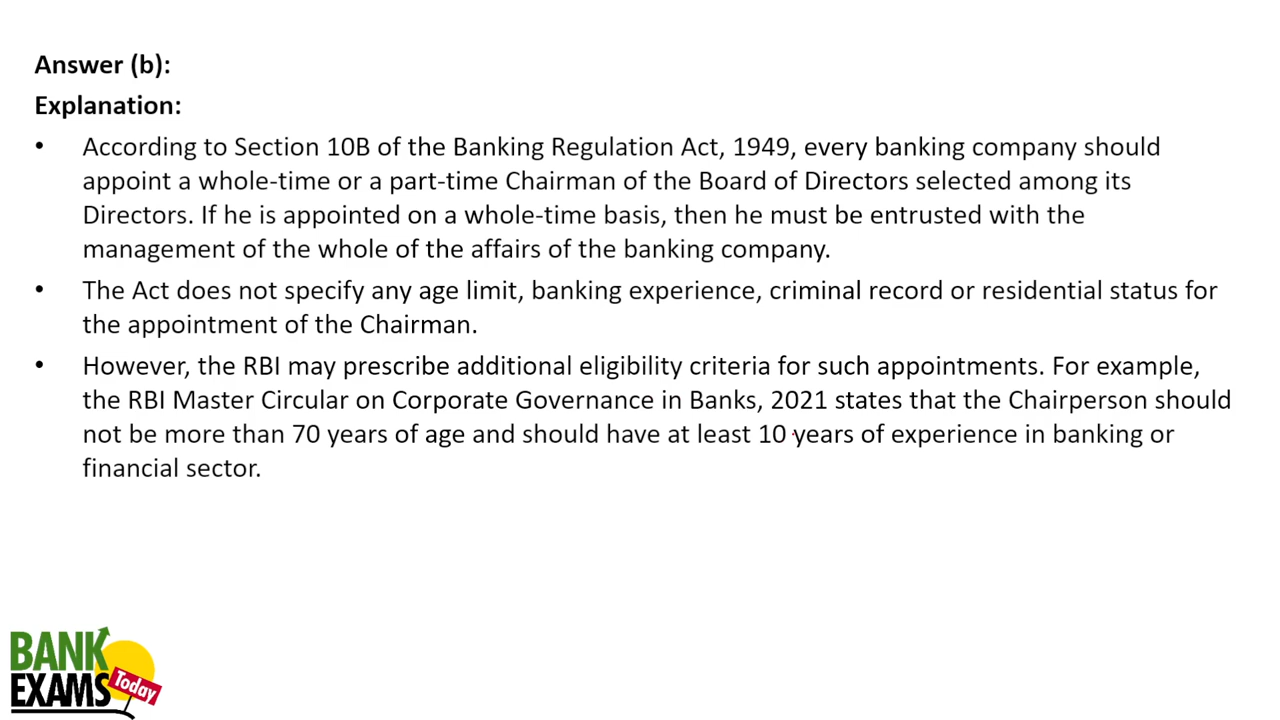 Answer (b):
Explanation:
• According to Section 10B of the Banking Regulation Act, 1949, every banking company should
appoint a whole-time or a part-time Chairman of the Board of Directors selected among its
Directors. If he is appointed on a whole-time basis, then he must be entrusted with the
management of the whole of the affairs of the banking company.
• The Act does not specify any age limit, banking experience, criminal record or residential status for
the appointment of the Chairman.
• However, the RBI may prescribe additional eligibility criteria for such appointments. For example,
the RBI Master Circular on Corporate Governance in Banks, 2021 states that the Chairperson should
not be more than 70 years of age and should have at least 10 years of experience in banking or
financial sector.
BANK
EXAMS
Today